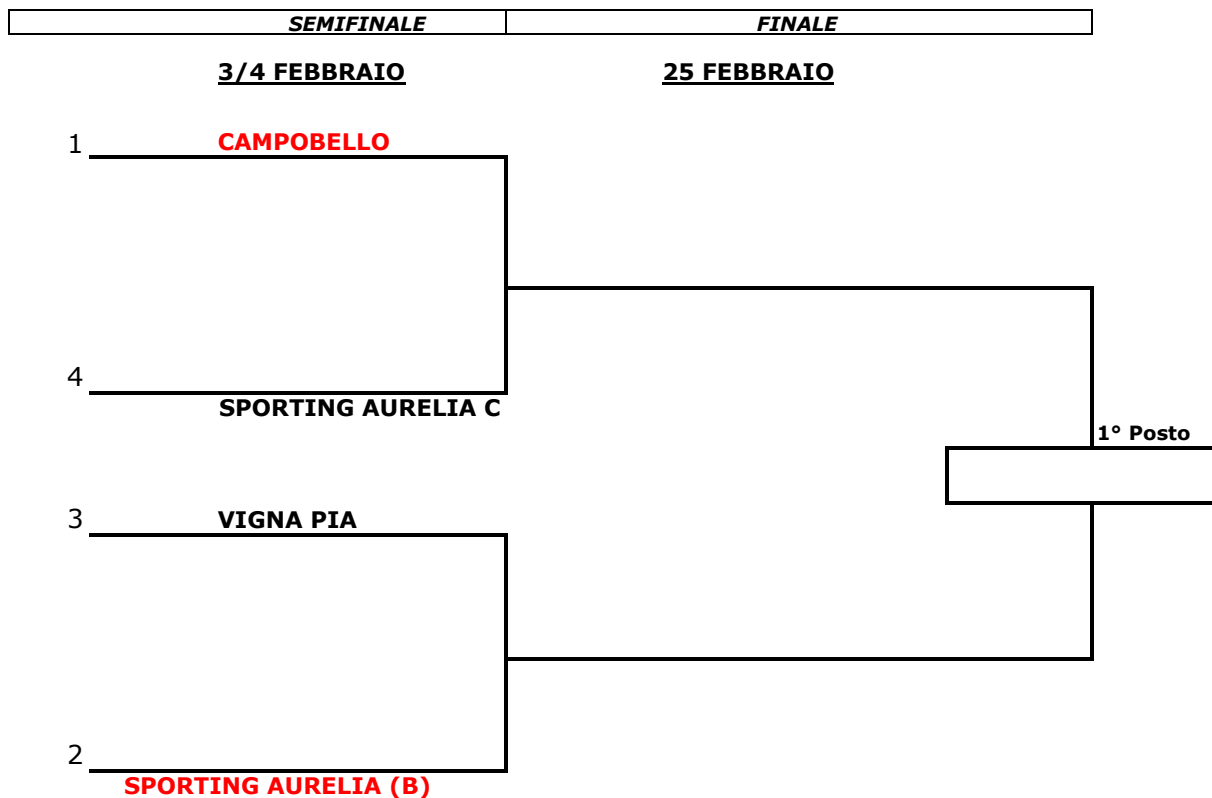 SEMIFINALE FINALE
3/4 FEBBRAIO 25 FEBBRAIO
1 CAMPOBELLO
4
SPORTING AURELIA C
1° Posto
3 VIGNA PIA
2
SPORTING AURELIA (B)